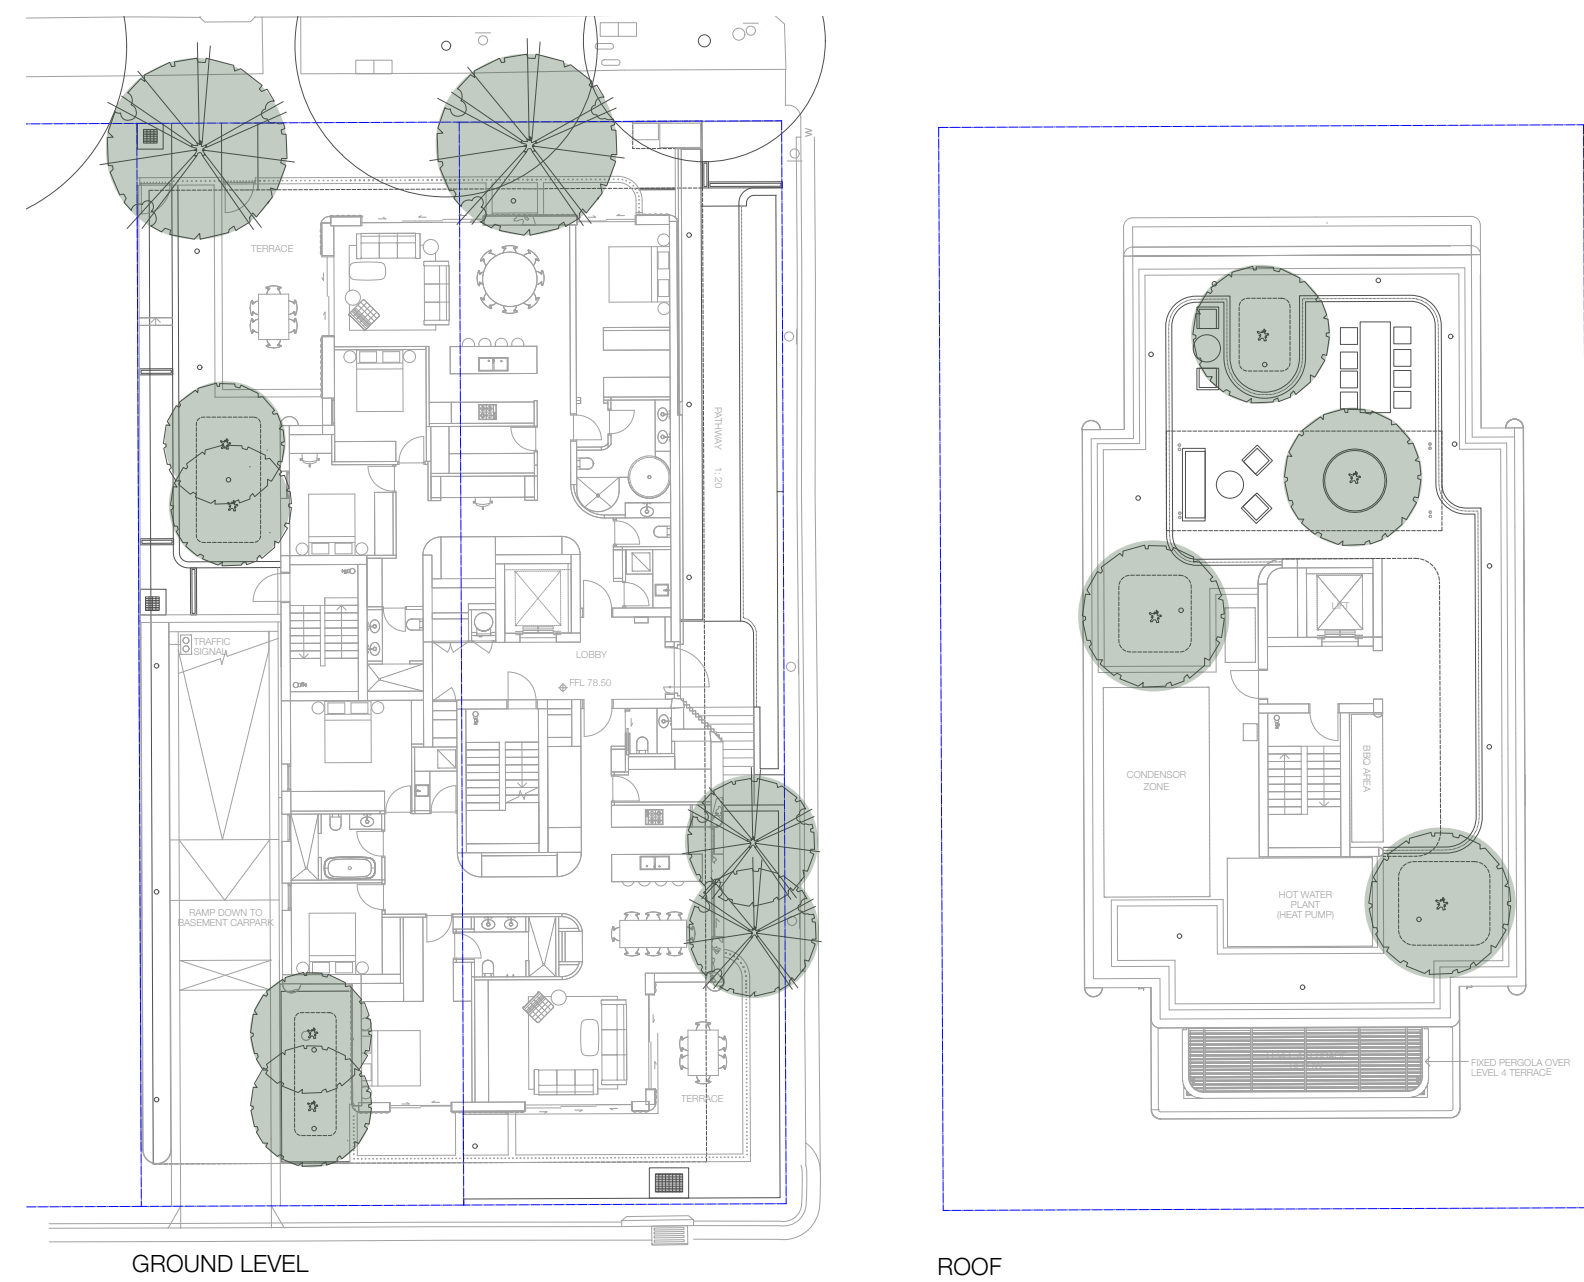 W
TERRACE
PATHWAY 1:20
TRAFFIC
SIGNAL
LOBBY
FFL 78.50
RAMP DOWN TO
BASEMENT CARPARK
TERRACE
GROUND LEVEL
LIFT
CONDENSOR
ZONE
BBQ AREA
HOT WATER
PLANT
(HEAT PUMP)
FIXED PERGOLA OVER
LEVEL 4 TERRACE
ROOF